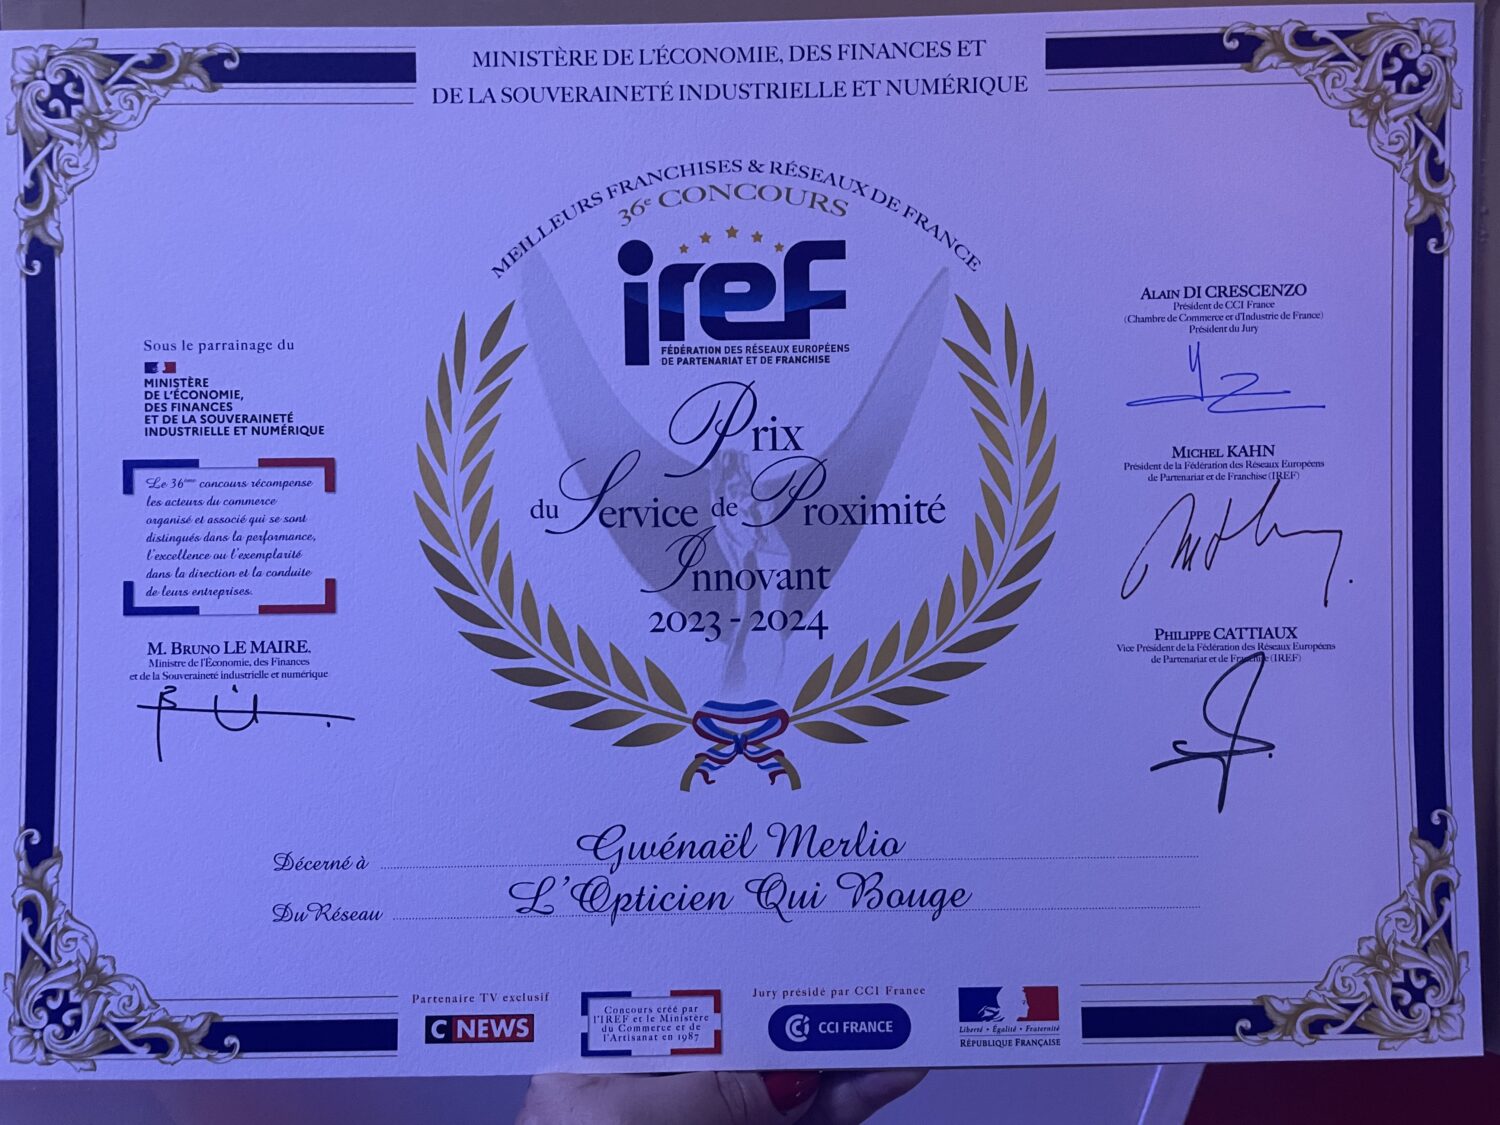 MINISTÈRE DE L'ÉCONOMIE, DES FINANCES ET
DE LA SOUVERAINETÉ INDUSTRIELLE ET NUMÉRIQUE
MEILLEURS FRANCHISES & RÉSEAUX DE FRANCE
36e CONCOURS
iref
FÉDÉRATION DES RÉSEAUX EUROPÉENS
DE PARTENARIAT ET DE FRANCHISE
Prix
du Service de Proximité
Innovant
2023 - 2024
Sous le parrainage du
MINISTÈRE
DE L'ÉCONOMIE,
DES FINANCES
ET DE LA SOUVERAINETÉ
INDUSTRIELLE ET NUMÉRIQUE
Le 36ème concours récompense
les acteurs du commerce
organisé et associé qui se sont
distingués dans la performance,
l'excellence ou l'exemplarité
dans la direction et la conduite
de leurs entreprises.
M. BRUNO LE MAIRE,
Ministre de l'Économie, des Finances
et de la Souveraineté industrielle et numérique
ALAIN DI CRESCENZO
Président de CCI France
(Chambre de Commerce et d'Industrie de France)
Président du Jury
MICHEL KAHN
Président de la Fédération des Réseaux Européens
de Partenariat et de Franchise (IREF)
PHILIPPE CATTIAUX
Vice Président de la Fédération des Réseaux Européens
de Partenariat et de Franchise (IREF)
Décerné à Gwénaël Merlio
Du Réseau L'Opticien Qui Bouge
Partenaire TV exclusif
CNEWS
Concours créé par
l'IREF et le Ministère
du Commerce et de
l'Artisanat en 1987
Jury présidé par CCI France
CCI FRANCE
Liberté • Égalité • Fraternité
RÉPUBLIQUE FRANÇAISE